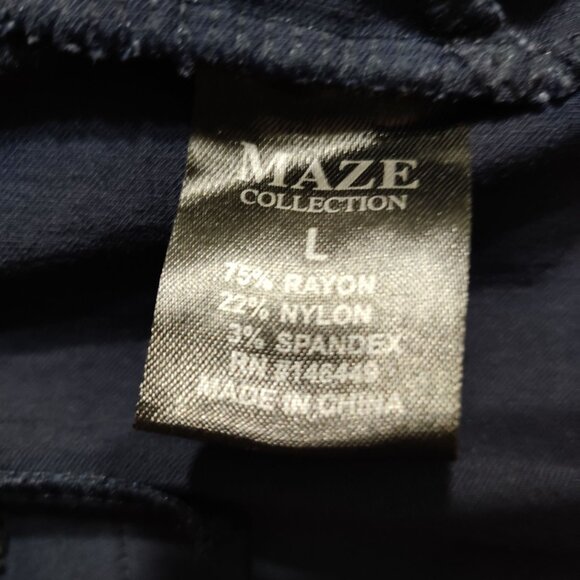 MAZE
COLLECTION
L
75% RAYON
22% NYLON
3% SPANDEX
RN #146449
MADE IN CHINA